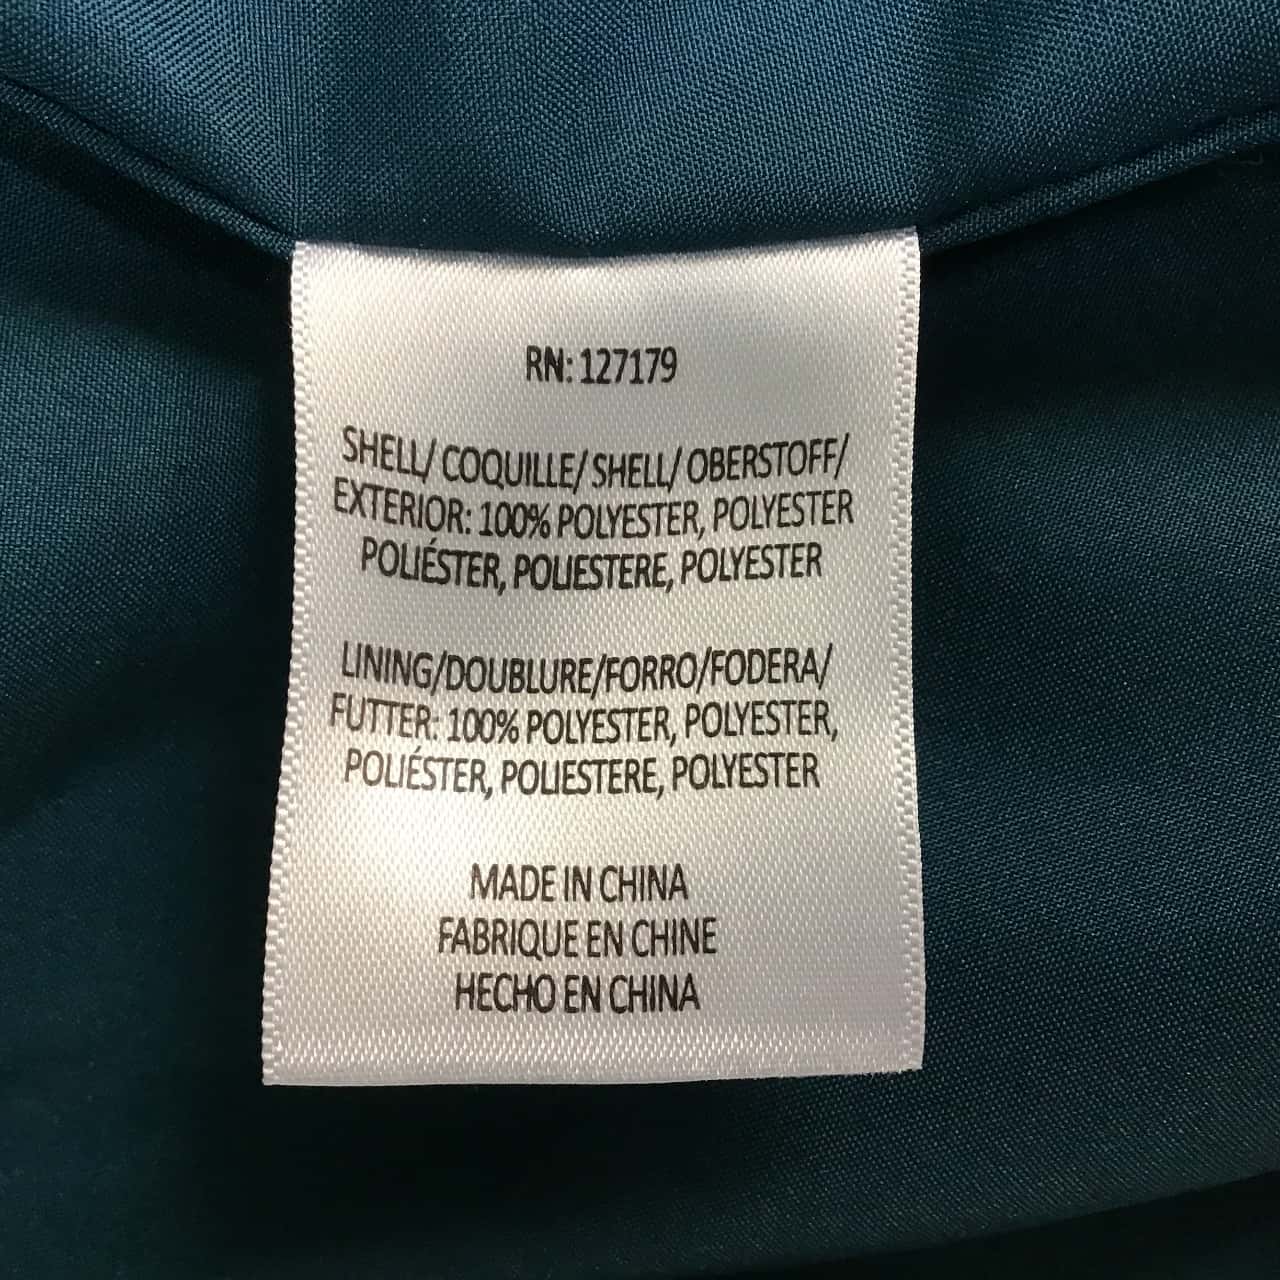 RN: 127179
SHELL/ COQUILLE/ SHELL/ OBERSTOFF/
EXTERIOR: 100% POLYESTER, POLYESTER
POLIÉSTER, POLIESTERE, POLYESTER
LINING/DOUBLURE/FORRO/FODERA/
FUTTER: 100% POLYESTER, POLYESTER,
POLIÉSTER, POLIESTERE, POLYESTER
MADE IN CHINA
FABRIQUE EN CHINE
HECHO EN CHINA